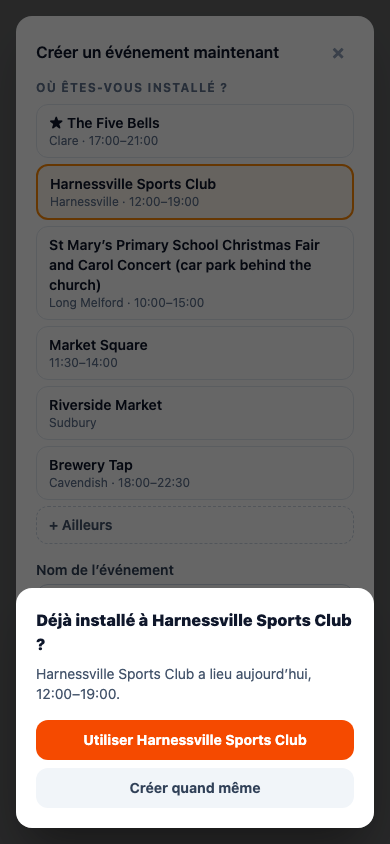 Créer un événement maintenant ×
OÙ ÊTES-VOUS INSTALLÉ ?
★ The Five Bells
Clare · 17:00–21:00
Harnessville Sports Club
Harnessville · 12:00–19:00
St Mary’s Primary School Christmas Fair
and Carol Concert (car park behind the
church)
Long Melford · 10:00–15:00
Market Square
11:30–14:00
Riverside Market
Sudbury
Brewery Tap
Cavendish · 18:00–22:30
+ Ailleurs
Nom de l’événement
Déjà installé à Harnessville Sports Club
?
Harnessville Sports Club a lieu aujourd’hui,
12:00–19:00.
Utiliser Harnessville Sports Club
Créer quand même